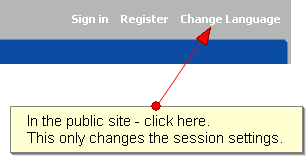 Sign in Register Change Language
In the public site - click here.
This only changes the session settings.